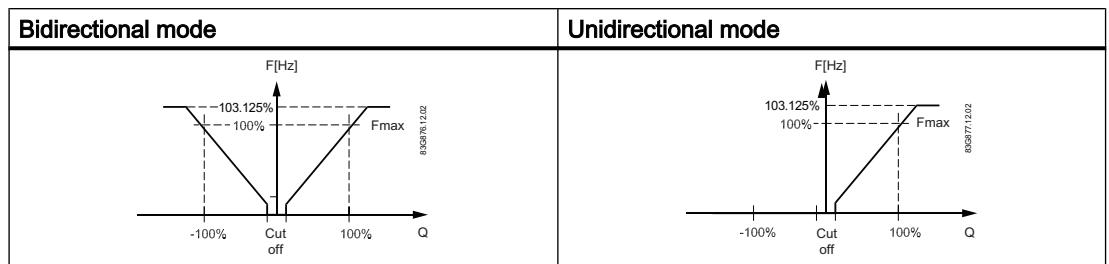 Bidirectional mode
Unidirectional mode
F[Hz]
103.125%
100%
Fmax
83G876.12.02
-100%
Cut
off
100%
Q
F[Hz]
103.125%
100%
Fmax
83G877.12.02
-100%
Cut
off
100%
Q